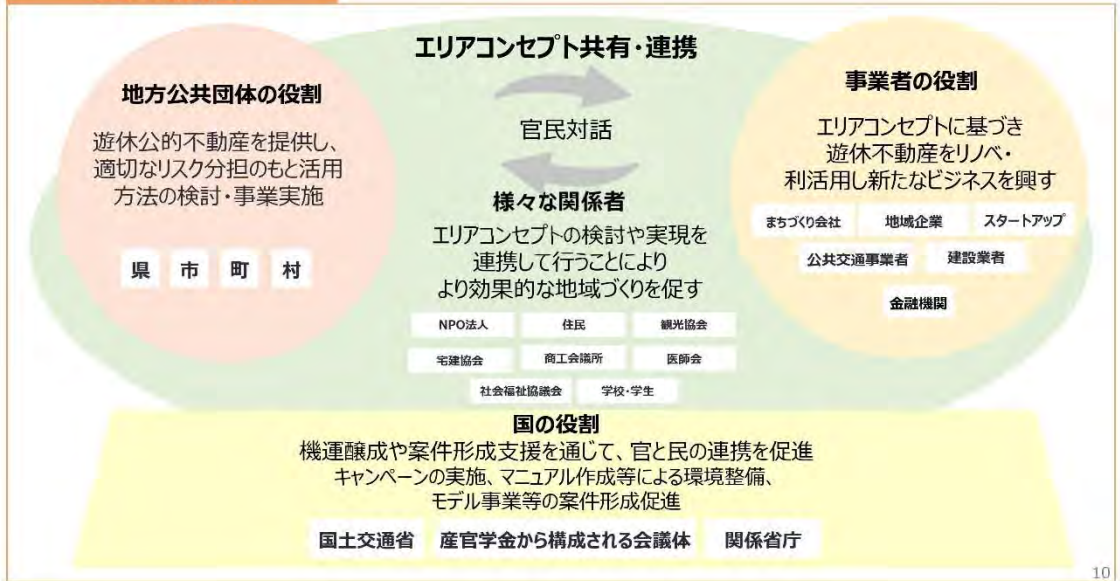 エリアコンセプト共有・連携
地方公共団体の役割
遊休公的不動産を提供し、
適切なリスク分担のもと活用
方法の検討・事業実施
県 市 町 村
官民対話
様々な関係者
エリアコンセプトの検討や実現を
連携して行うことにより
より効果的な地域づくりを促す
NPO法人 住民 観光協会
宅建協会 商工会議所 医師会
社会福祉協議会 学校・学生
事業者の役割
エリアコンセプトに基づき
遊休不動産をリノベ・
利活用し新たなビジネスを興す
まちづくり会社 地域企業 スタートアップ
公共交通事業者 建設業者
金融機関
国の役割
機運醸成や案件形成支援を通じて、官と民の連携を促進
キャンペーンの実施、マニュアル作成等による環境整備、
モデル事業等の案件形成促進
国土交通省 産官学金から構成される会議体 関係省庁
10